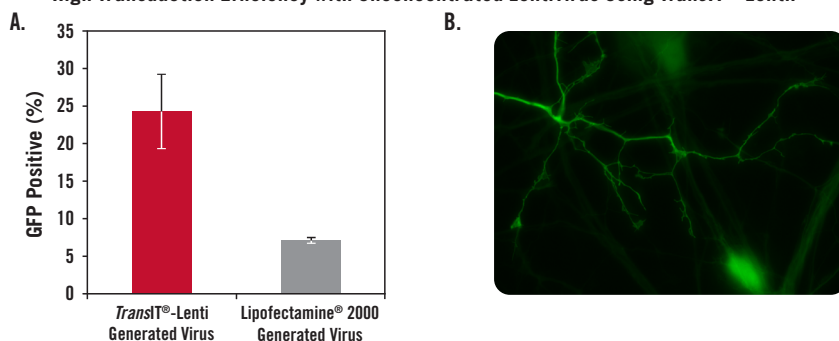 A.
B.
35
30
25
20
15
10
5
0
GFP Positive (%)
TransIT®-Lenti
Generated Virus
Lipofectamine® 2000
Generated Virus